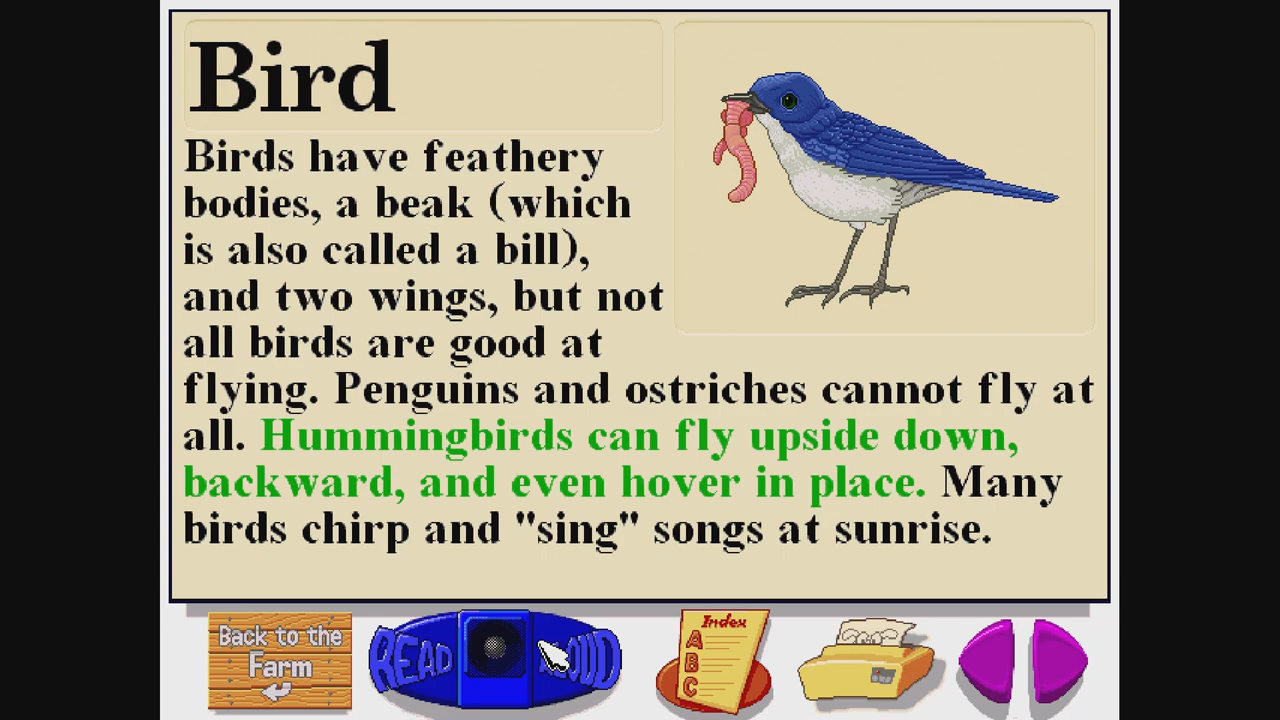 Bird
Birds have feathery
bodies, a beak (which
is also called a bill),
and two wings, but not
all birds are good at
flying. Penguins and ostriches cannot fly at
all. Hummingbirds can fly upside down,
backward, and even hover in place. Many
birds chirp and "sing" songs at sunrise.
Back to the
Farm
READ ALOUD
Index
A
B
C